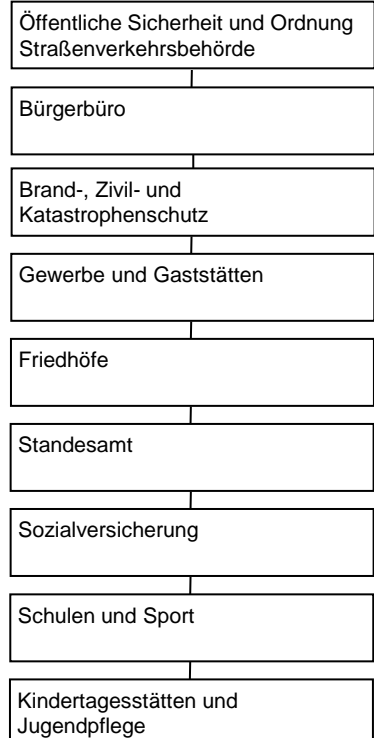 Öffentliche Sicherheit und Ordnung
Straßenverkehrsbehörde
Bürgerbüro
Brand-, Zivil- und
Katastrophenschutz
Gewerbe und Gaststätten
Friedhöfe
Standesamt
Sozialversicherung
Schulen und Sport
Kindertagesstätten und
Jugendpflege